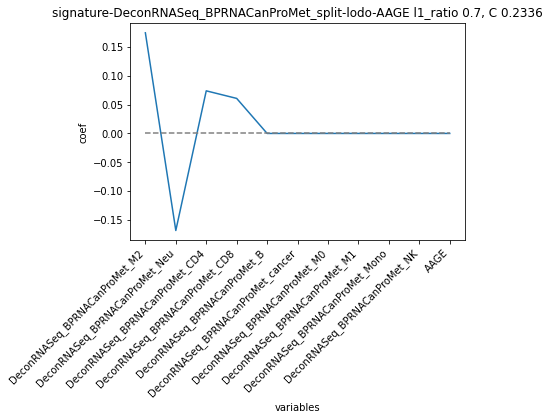 signature-DeconRNASeq_BPRNACanProMet_split-lodo-AAGE l1_ratio 0.7, C 0.2336
0.15
0.10
0.05
0.00
−0.05
−0.10
−0.15
coef
DeconRNASeq_BPRNACanProMet_M2
DeconRNASeq_BPRNACanProMet_Neu
DeconRNASeq_BPRNACanProMet_CD4
DeconRNASeq_BPRNACanProMet_CD8
DeconRNASeq_BPRNACanProMet_B
DeconRNASeq_BPRNACanProMet_cancer
DeconRNASeq_BPRNACanProMet_M0
DeconRNASeq_BPRNACanProMet_M1
DeconRNASeq_BPRNACanProMet_Mono
DeconRNASeq_BPRNACanProMet_NK
AAGE
variables